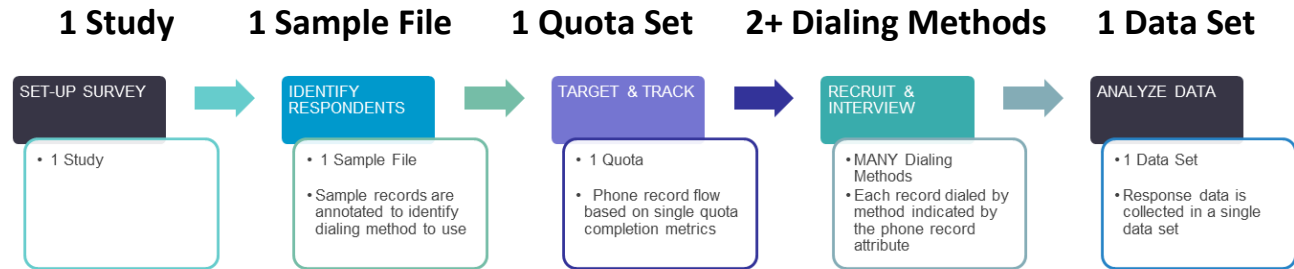 1 Study
1 Sample File
1 Quota Set
2+ Dialing Methods
1 Data Set
SET-UP SURVEY
• 1 Study
IDENTIFY
RESPONDENTS
• 1 Sample File
• Sample records are
annotated to identify
dialing method to use
TARGET & TRACK
• 1 Quota
• Phone record flow
based on single quota
completion metrics
RECRUIT &
INTERVIEW
• MANY Dialing
Methods
• Each record dialed by
method indicated by
the phone record
attribute
ANALYZE DATA
• 1 Data Set
• Response data is
collected in a single
data set